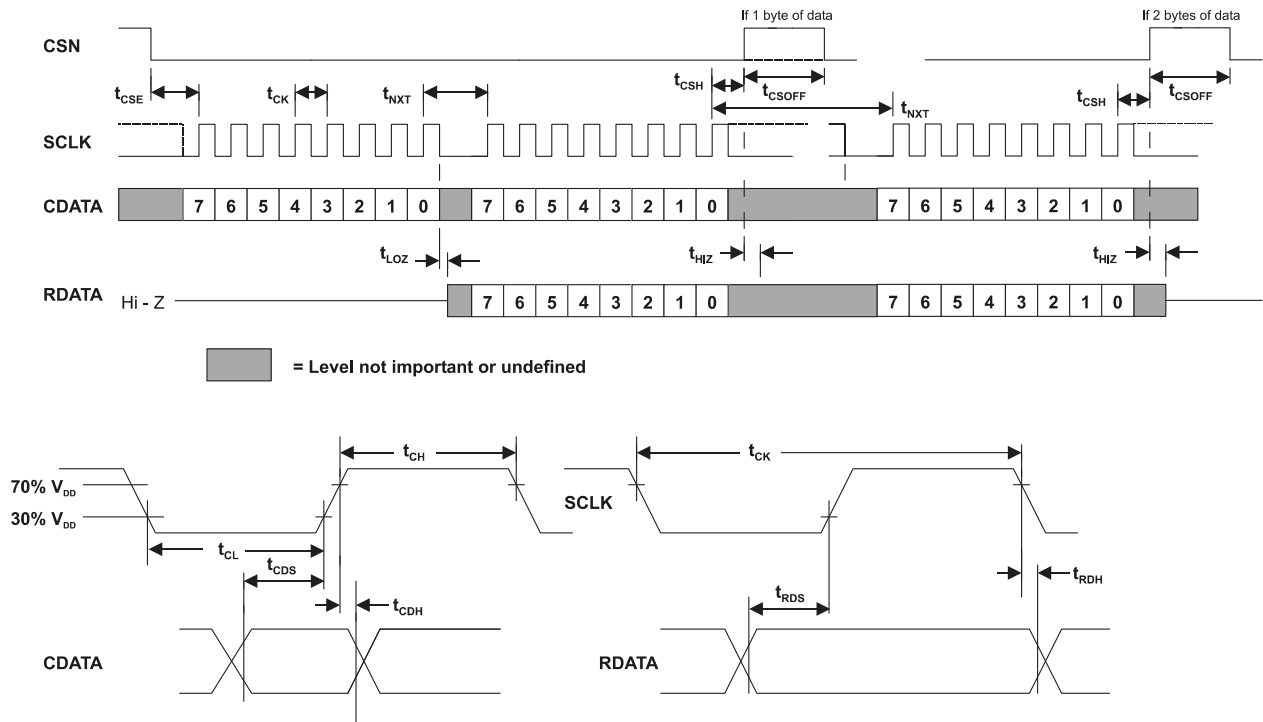 If 1 byte of data If 2 bytes of data
CSN
tCSH tCSOFF tCSH tCSOFF
tCSE tCK tNXT tNXT
SCLK
CDATA 7 6 5 4 3 2 1 0 7 6 5 4 3 2 1 0 7 6 5 4 3 2 1 0
tLOZ tHIZ tHIZ
RDATA Hi - Z 7 6 5 4 3 2 1 0 7 6 5 4 3 2 1 0
= Level not important or undefined
tCH tCK
70% VDD
SCLK
30% VDD
tCL
tCDS
tRDH
tRDS
tCDH
CDATA RDATA